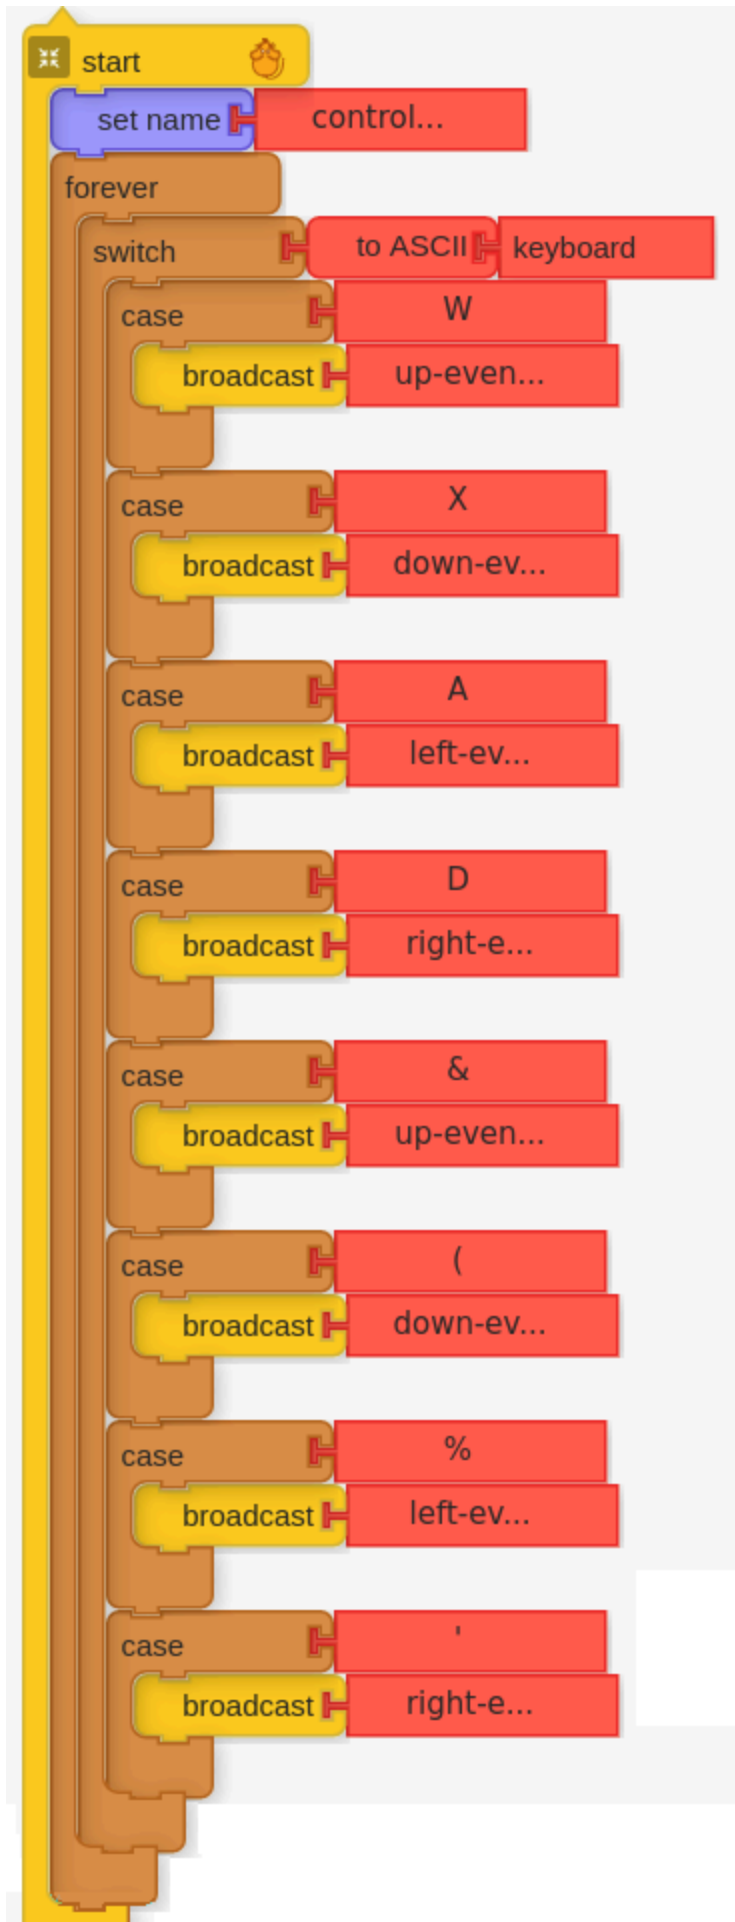 start
set name control...
forever
switch to ASCII keyboard
case W
broadcast up-even...
case X
broadcast down-ev...
case A
broadcast left-ev...
case D
broadcast right-e...
case &
broadcast up-even...
case (
broadcast down-ev...
case %
broadcast left-ev...
case '
broadcast right-e...